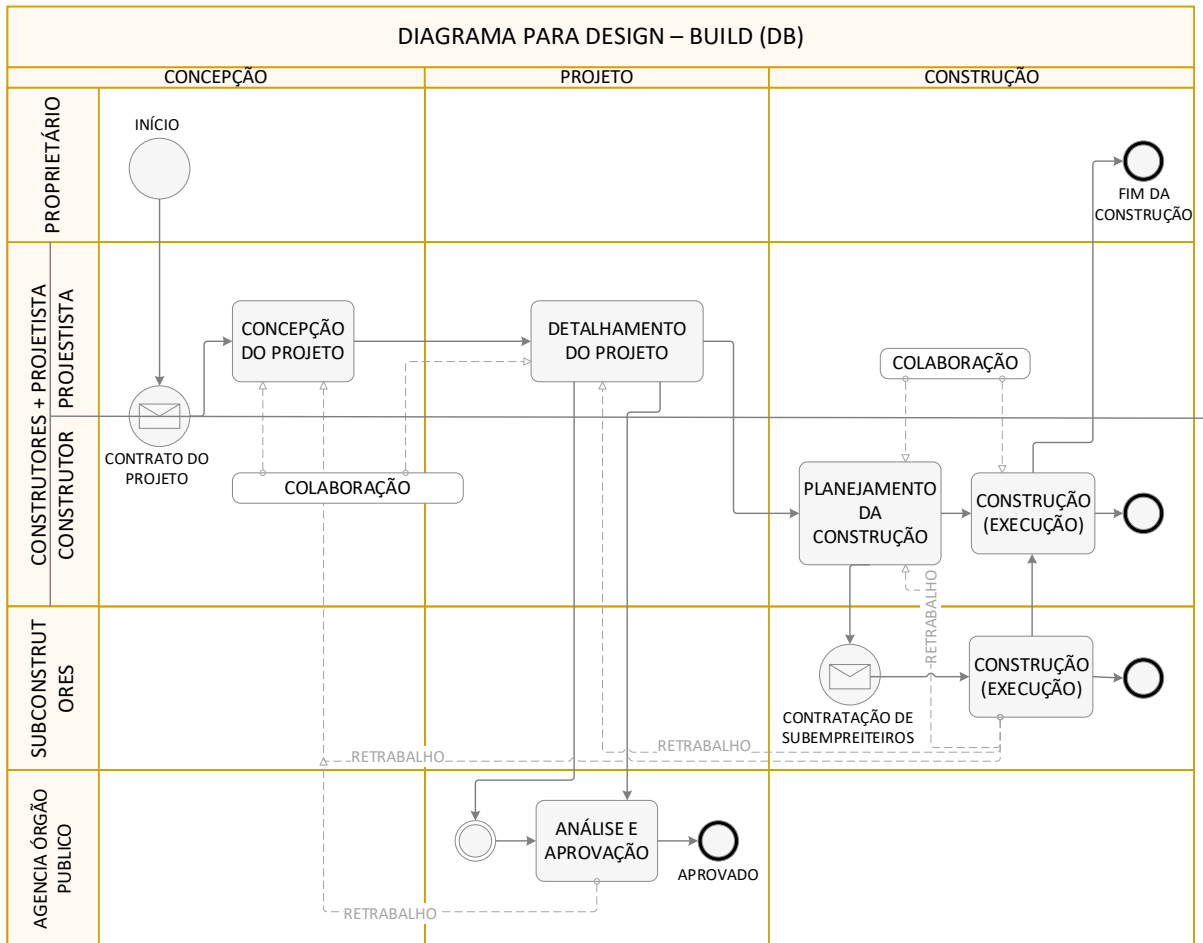 DIAGRAMA PARA DESIGN – BUILD (DB)
CONCEPÇÃO
PROJETO
CONSTRUÇÃO
PROPRIETÁRIO
INÍCIO
FIM DA
CONSTRUÇÃO
CONSTRUTORES + PROJETISTA
PROJESTISTA
CONCEPÇÃO
DO PROJETO
DETALHAMENTO
DO PROJETO
COLABORAÇÃO
CONSTRUTOR
CONTRATO DO
PROJETO
COLABORAÇÃO
PLANEJAMENTO
DA
CONSTRUÇÃO
CONSTRUÇÃO
(EXECUÇÃO)
RETRABALHO
SUBCONSTRUT
ORES
CONTRATAÇÃO DE
SUBEMPREITEIROS
CONSTRUÇÃO
(EXECUÇÃO)
RETRABALHO
RETRABALHO
AGENCIA ÓRGÃO
PUBLICO
ANÁLISE E
APROVAÇÃO
APROVADO
RETRABALHO